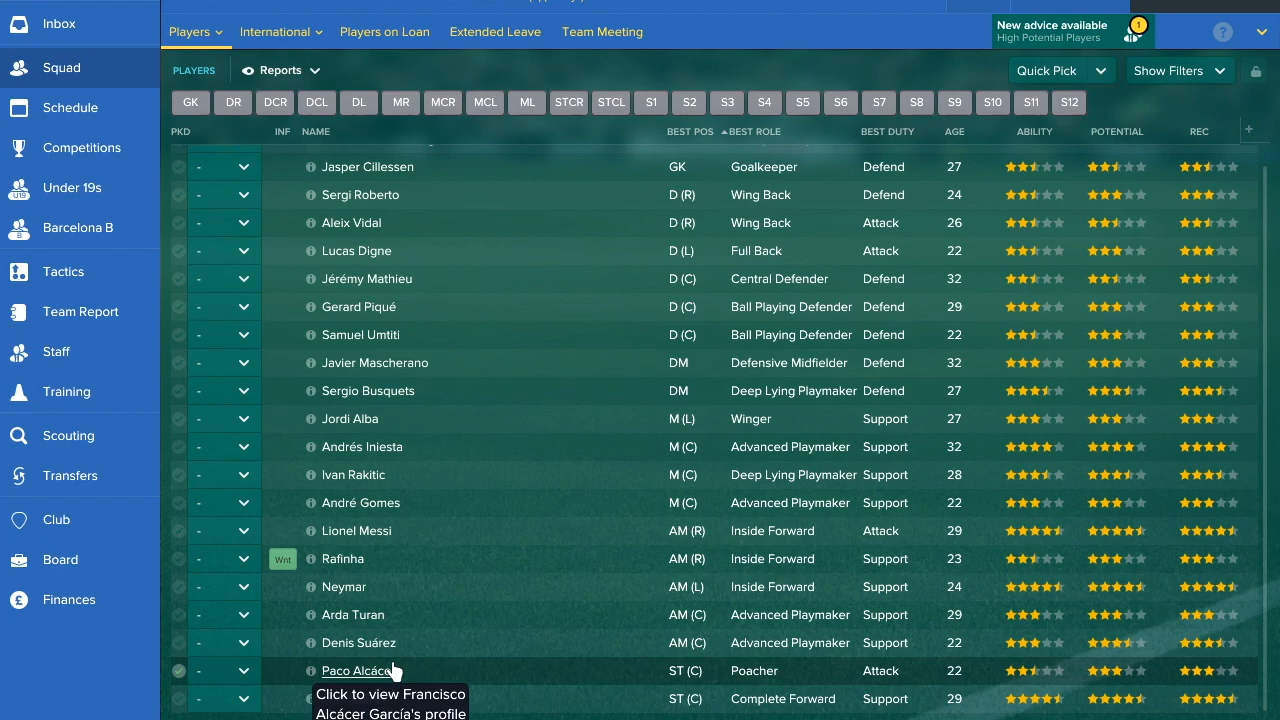 Inbox
Squad
Schedule
Competitions
Under 19s
Barcelona B
Tactics
Team Report
Staff
Training
Scouting
Transfers
Club
Board
Finances
Players International Players on Loan Extended Leave Team Meeting
New advice available
High Potential Players
1
?
PLAYERS Reports Quick Pick Show Filters
GK DR DCR DCL DL MR MCR MCL ML STCR STCL S1 S2 S3 S4 S5 S6 S7 S8 S9 S10 S11 S12
PKD INF NAME BEST POS BEST ROLE BEST DUTY AGE ABILITY POTENTIAL REC +
- Jasper Cillessen GK Goalkeeper Defend 27
- Sergi Roberto D (R) Wing Back Defend 24
- Aleix Vidal D (R) Wing Back Attack 26
- Lucas Digne D (L) Full Back Attack 22
- Jérémy Mathieu D (C) Central Defender Defend 32
- Gerard Piqué D (C) Ball Playing Defender Defend 29
- Samuel Umtiti D (C) Ball Playing Defender Defend 22
- Javier Mascherano DM Defensive Midfielder Defend 32
- Sergio Busquets DM Deep Lying Playmaker Defend 27
- Jordi Alba M (L) Winger Support 27
- Andrés Iniesta M (C) Advanced Playmaker Support 32
- Ivan Rakitic M (C) Deep Lying Playmaker Support 28
- André Gomes M (C) Advanced Playmaker Support 22
- Lionel Messi AM (R) Inside Forward Attack 29
- Wnt Rafinha AM (R) Inside Forward Support 23
- Neymar AM (L) Inside Forward Support 24
- Arda Turan AM (C) Advanced Playmaker Support 29
- Denis Suárez AM (C) Advanced Playmaker Support 22
- Paco Alcáce ST (C) Poacher Attack 22
- ST (C) Complete Forward Support 29
Click to view Francisco
Alcácer García's profile
U19
B
£